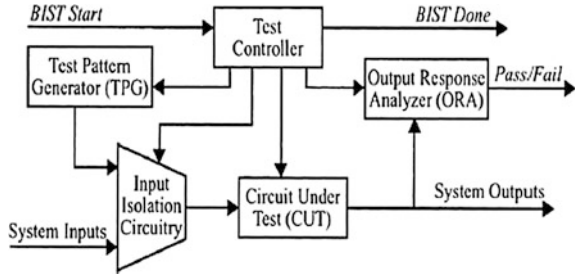 BIST Start
Test
Controller
BIST Done
Test Pattern
Generator (TPG)
Output Response
Analyzer (ORA)
Pass/Fail
Input
Isolation
Circuitry
Circuit Under
Test (CUT)
System Outputs
System Inputs